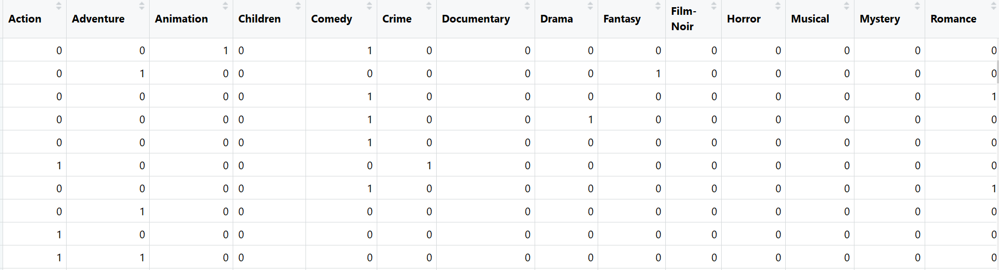 Action Adventure Animation Children Comedy Crime Documentary Drama Fantasy Film-Noir Horror Musical Mystery Romance
0 0 1 0 1 0 0 0 0 0 0 0 0 0
0 1 0 0 0 0 0 0 1 0 0 0 0 0
0 0 0 0 1 0 0 0 0 0 0 0 0 1
0 0 0 0 1 0 0 1 0 0 0 0 0 0
0 0 0 0 1 0 0 0 0 0 0 0 0 0
1 0 0 0 0 1 0 0 0 0 0 0 0 0
0 0 0 0 1 0 0 0 0 0 0 0 0 1
0 1 0 0 0 0 0 0 0 0 0 0 0 0
1 0 0 0 0 0 0 0 0 0 0 0 0 0
1 1 0 0 0 0 0 0 0 0 0 0 0 0